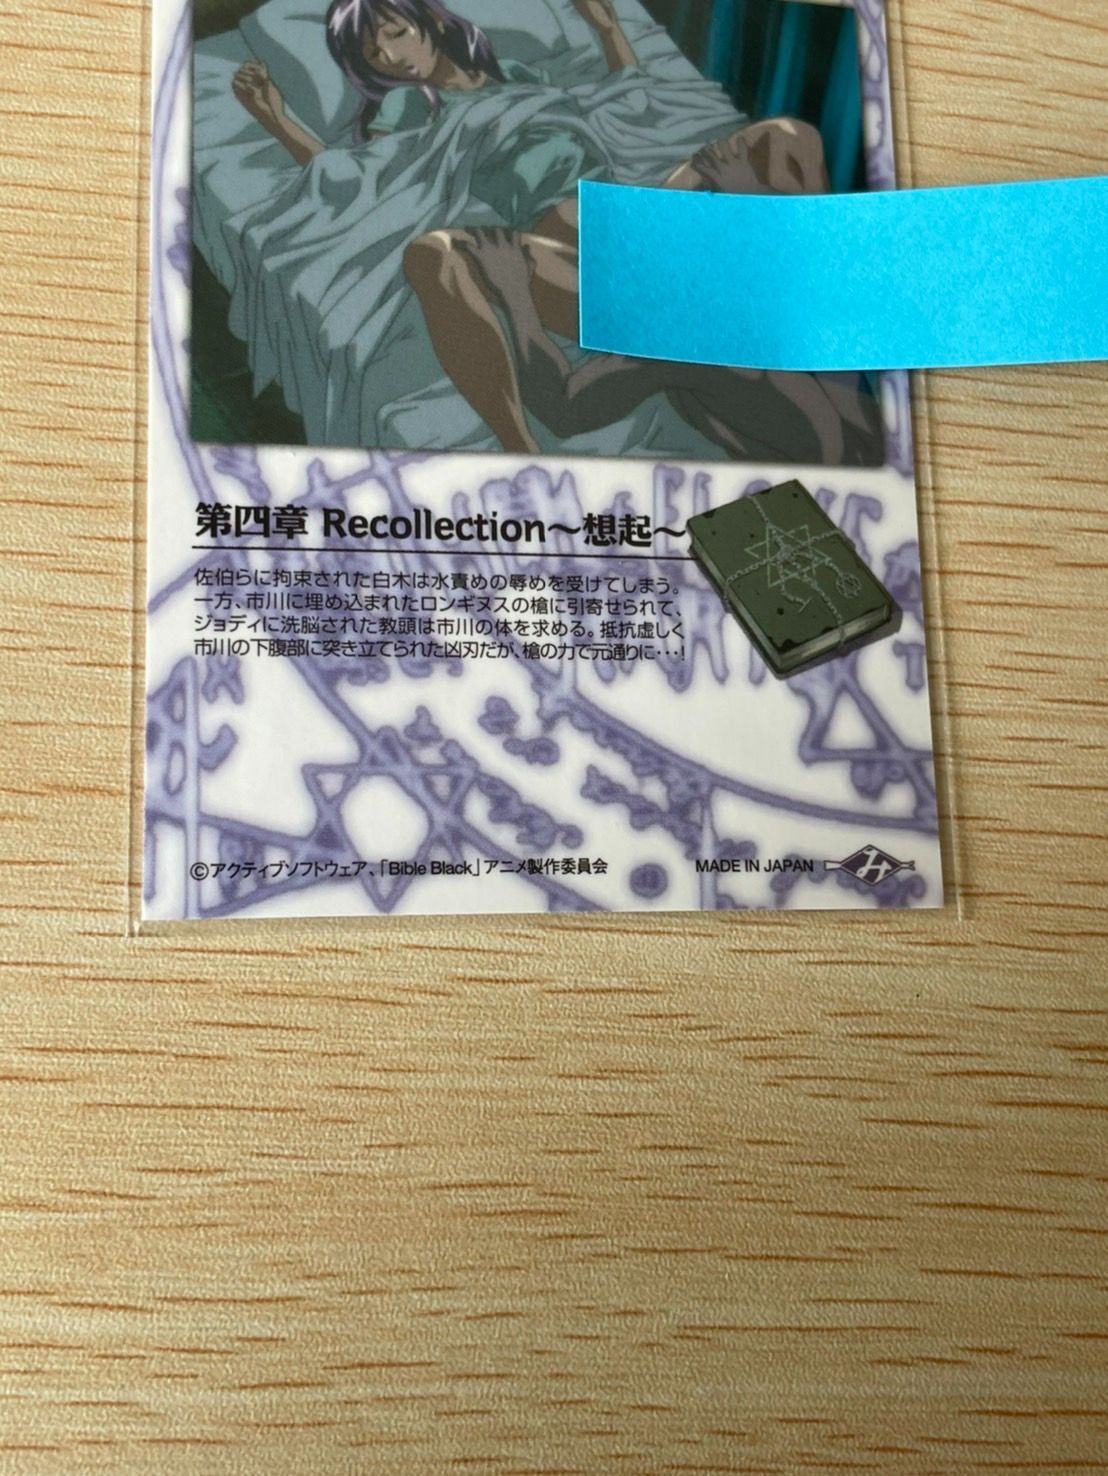 第四章 Recollection～想起～
佐伯らに拘束された白木は水責めの辱めを受けてしまう。
一方、市川に埋め込まれたロンギヌスの槍に引寄せられて、
ジョディに洗脳された教頭は市川の体を求める。抵抗虚しく
市川の下腹部に突き立てられた凶刃だが、槍の力で元通りに･･･!
©アクティブソフトウェア、「Bible Black」アニメ製作委員会
MADE IN JAPAN